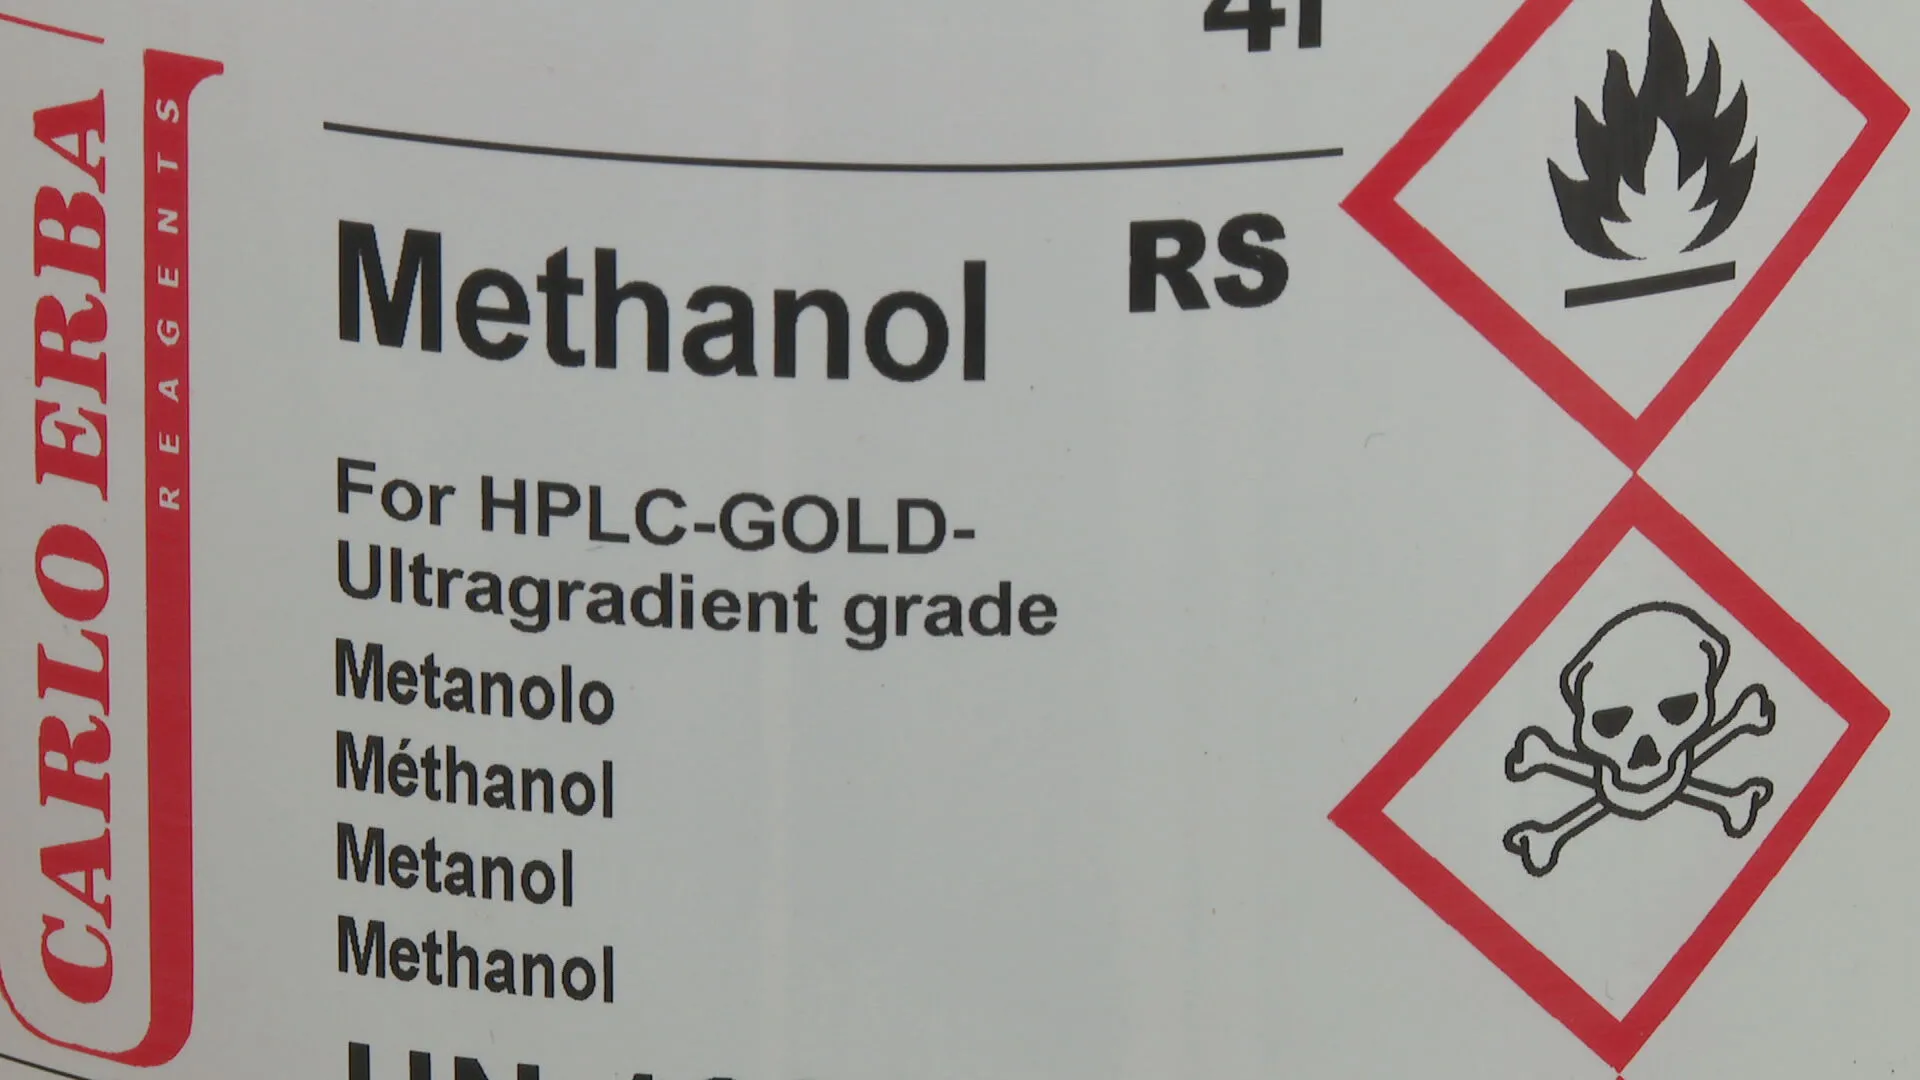 CARLO ERBA
REAGENTS
Methanol RS
For HPLC-GOLD-
Ultragradient grade
Metanolo
Méthanol
Metanol
Methanol